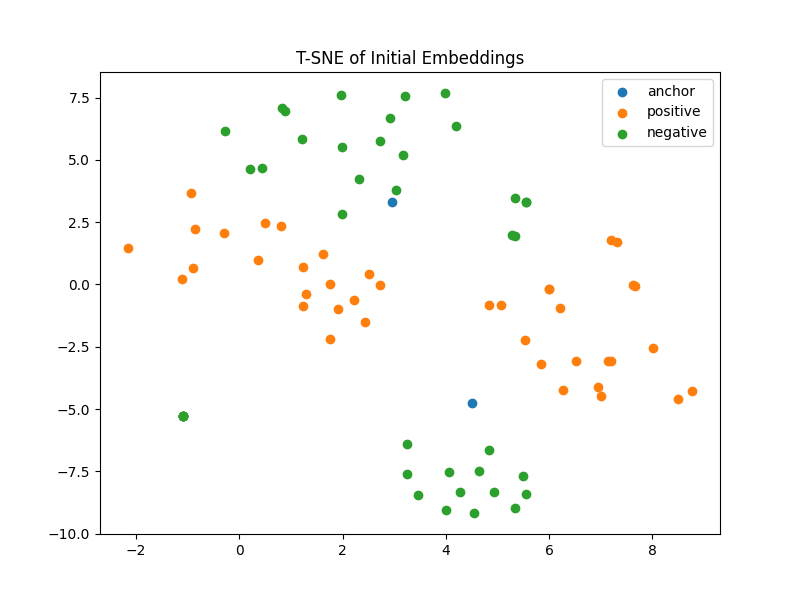 T-SNE of Initial Embeddings
anchor
positive
negative
7.5
5.0
2.5
0.0
−2.5
−5.0
−7.5
−10.0
−2 0 2 4 6 8